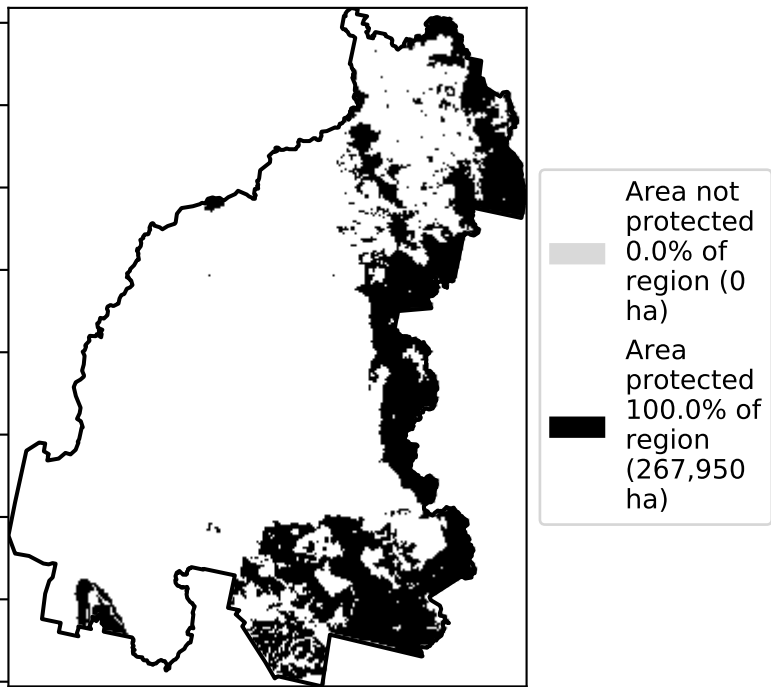 Area not
protected
0.0% of
region (0
ha)
Area
protected
100.0% of
region
(267,950
ha)